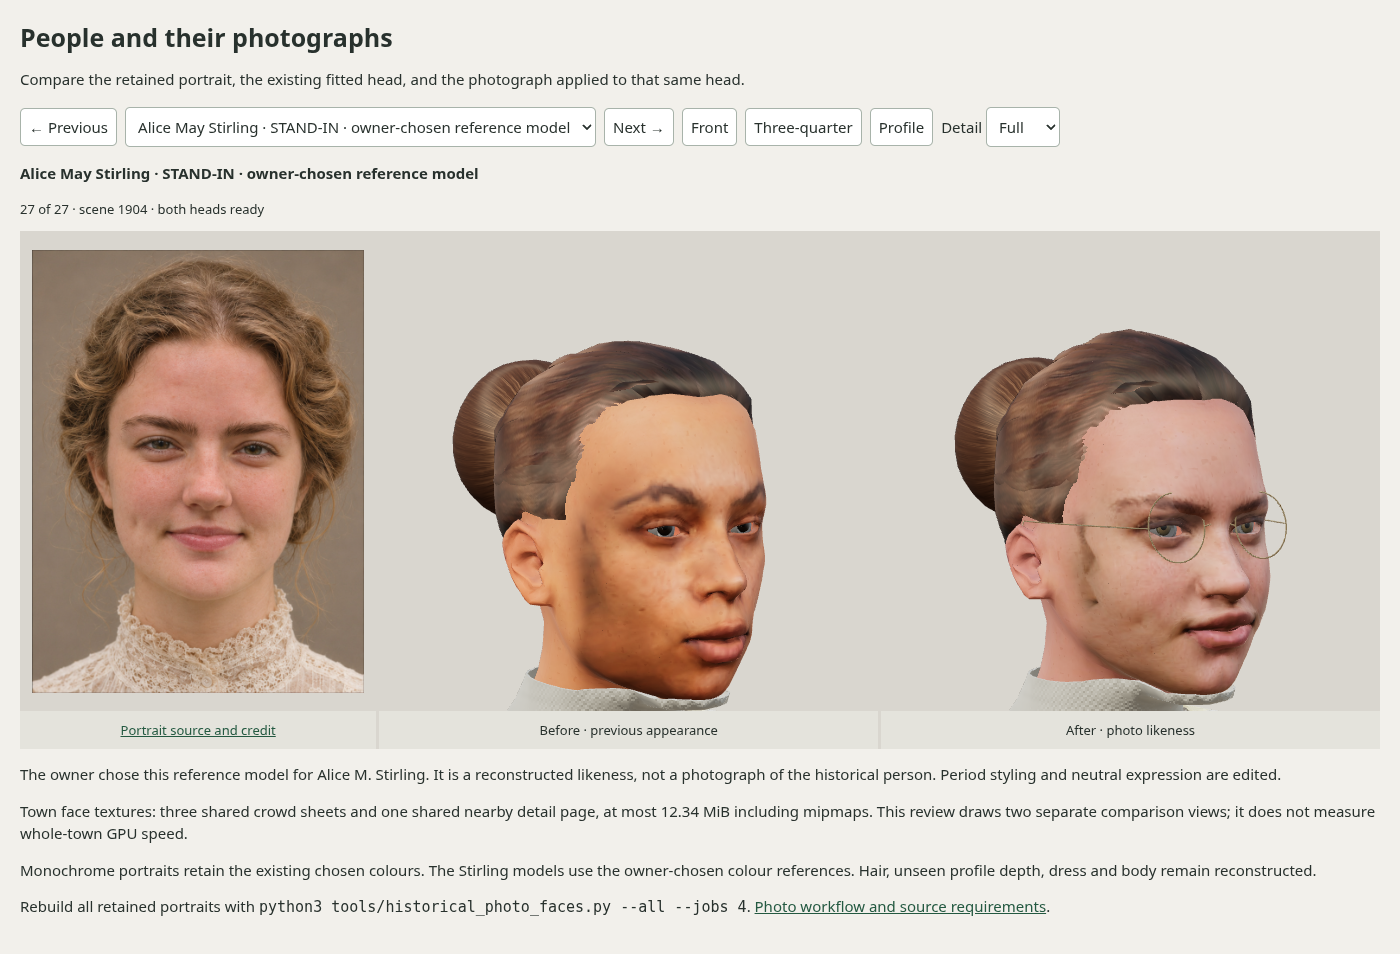 People and their photographs
Compare the retained portrait, the existing fitted head, and the photograph applied to that same head.
← Previous
Alice May Stirling · STAND-IN · owner-chosen reference model
Next →
Front
Three-quarter
Profile
Detail
Full
Alice May Stirling · STAND-IN · owner-chosen reference model
27 of 27 · scene 1904 · both heads ready
Portrait source and credit
Before · previous appearance
After · photo likeness
The owner chose this reference model for Alice M. Stirling. It is a reconstructed likeness, not a photograph of the historical person. Period styling and neutral expression are edited.
Town face textures: three shared crowd sheets and one shared nearby detail page, at most 12.34 MiB including mipmaps. This review draws two separate comparison views; it does not measure
whole-town GPU speed.
Monochrome portraits retain the existing chosen colours. The Stirling models use the owner-chosen colour references. Hair, unseen profile depth, dress and body remain reconstructed.
Rebuild all retained portraits with python3 tools/historical_photo_faces.py --all --jobs 4. Photo workflow and source requirements.